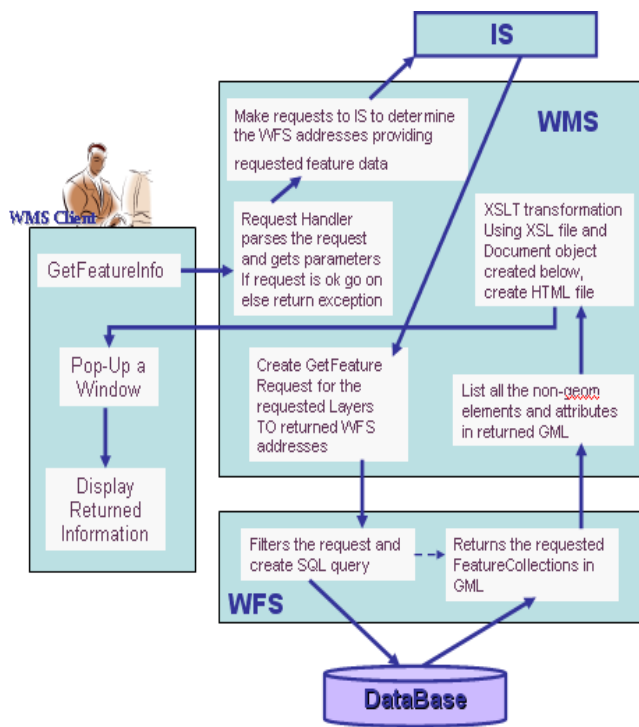 IS
Make requests to IS to determine
the WFS addresses providing
requested feature data
WMS
WMS Client
GetFeatureInfo
Request Handler
parses the request
and gets parameters
If request is ok go on
else return exception
XSLT transformation
Using XSL file and
Document object
created below,
create HTML file
Pop-Up a
Window
Create GetFeature
Request for the
requested Layers
TO returned WFS
addresses
List all the non-geom
elements and attributes
in returned GML
Display
Returned
Information
Filters the request and
create SQL query
Returns the requested
FeatureCollections in
GML
WFS
DataBase